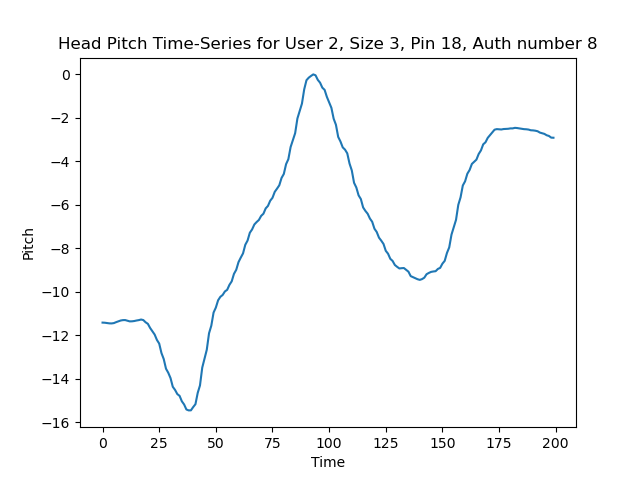 Head Pitch Time-Series for User 2, Size 3, Pin 18, Auth number 8
0
−2
−4
−6
−8
−10
−12
−14
−16
Pitch
0 25 50 75 100 125 150 175 200
Time